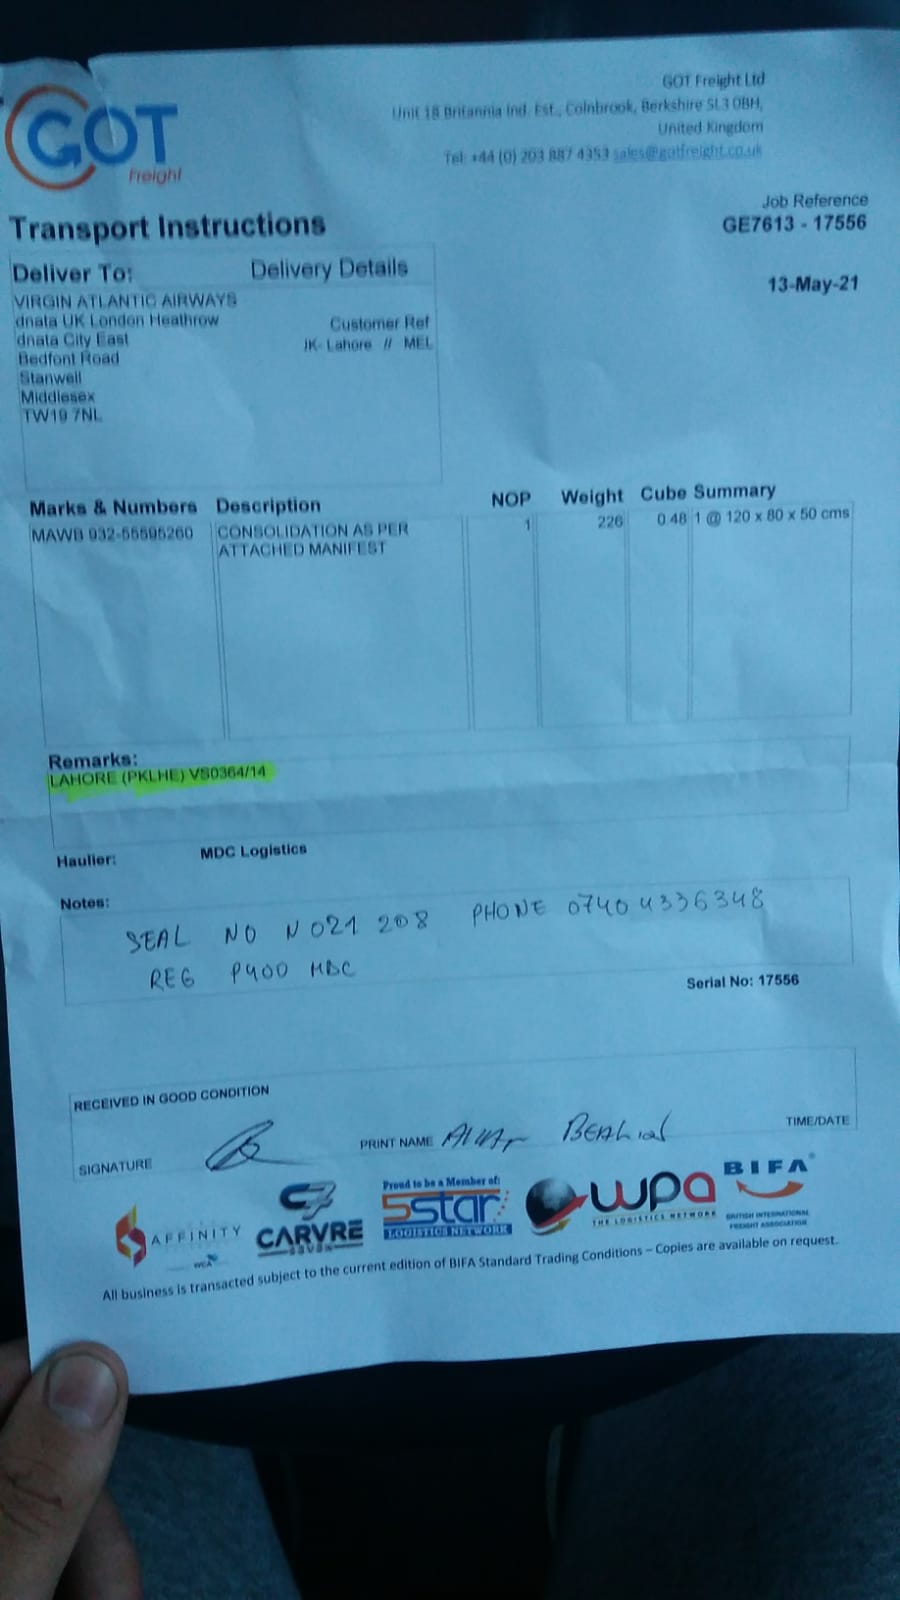 GOT
Freight
GOT Freight Ltd
Unit 18 Britannia Ind. Est., Colnbrook, Berkshire SL3 0BH,
United Kingdom
Tel: +44 (0) 203 887 4353 sales@gotfreight.co.uk
Job Reference
GE7613 - 17556
Transport Instructions
13-May-21
Deliver To: Delivery Details
VIRGIN ATLANTIC AIRWAYS
dnata UK London Heathrow
Customer Ref
dnata City East
JK- Lahore // MEL
Bedfont Road
Stanwell
Middlesex
TW19 7NL
Marks & Numbers Description NOP Weight Cube Summary
MAWB 932-55595260 CONSOLIDATION AS PER 1 226 0.48 1 @ 120 x 80 x 50 cms
ATTACHED MANIFEST
Remarks:
LAHORE (PKLHE) VS0364/14
Haulier: MDC Logistics
Notes:
SEAL NO N021 208 PHONE 07404336348
REG P400 MDC
Serial No: 17556
RECEIVED IN GOOD CONDITION
SIGNATURE PRINT NAME TIME/DATE
AFFINITY
WCA
CARVRE
SEVEN
Proud to be a Member of:
5star
LOGISTICS NETWORK
wpa
THE LOGISTICS NETWORK
BIFA
BRITISH INTERNATIONAL
FREIGHT ASSOCIATION
All business is transacted subject to the current edition of BIFA Standard Trading Conditions – Copies are available on request.